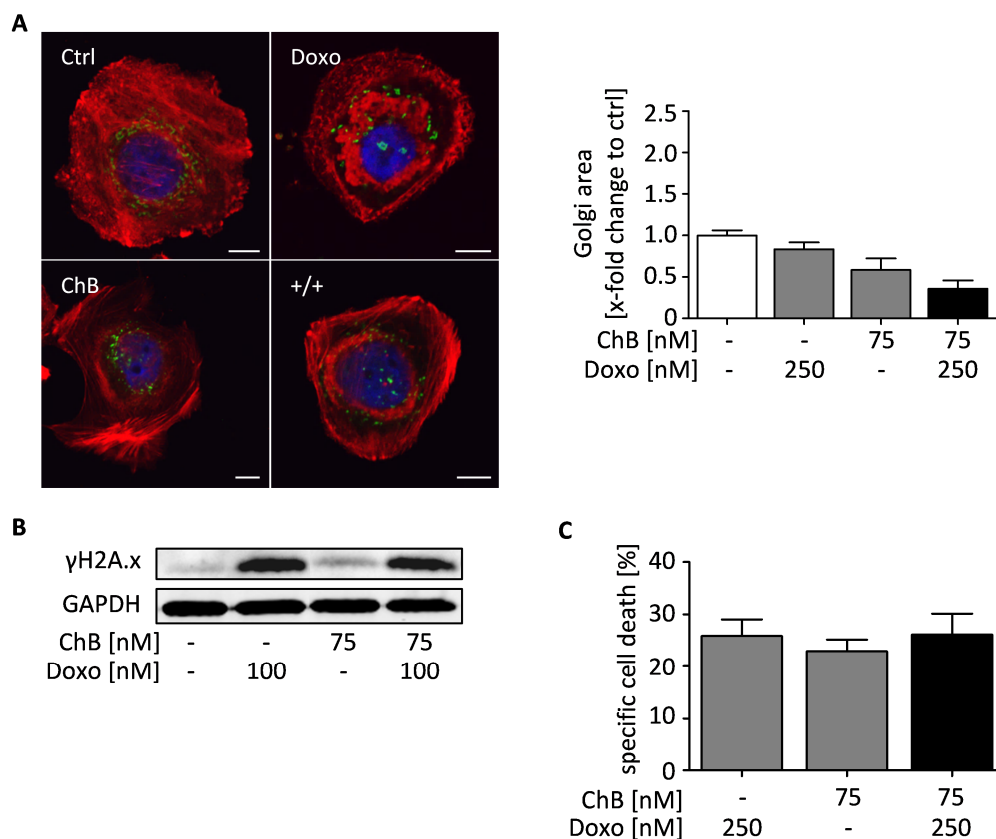 A
Ctrl
Doxo
ChB
+/+
Golgi area
[x-fold change to ctrl]
2.5
2.0
1.5
1.0
0.5
0
ChB [nM] - - 75 75
Doxo [nM] - 250 - 250
B
γH2A.x
GAPDH
ChB [nM] - - 75 75
Doxo [nM] - 100 - 100
C
specific cell death [%]
40
30
20
10
0
ChB [nM] - 75 75
Doxo [nM] 250 - 250